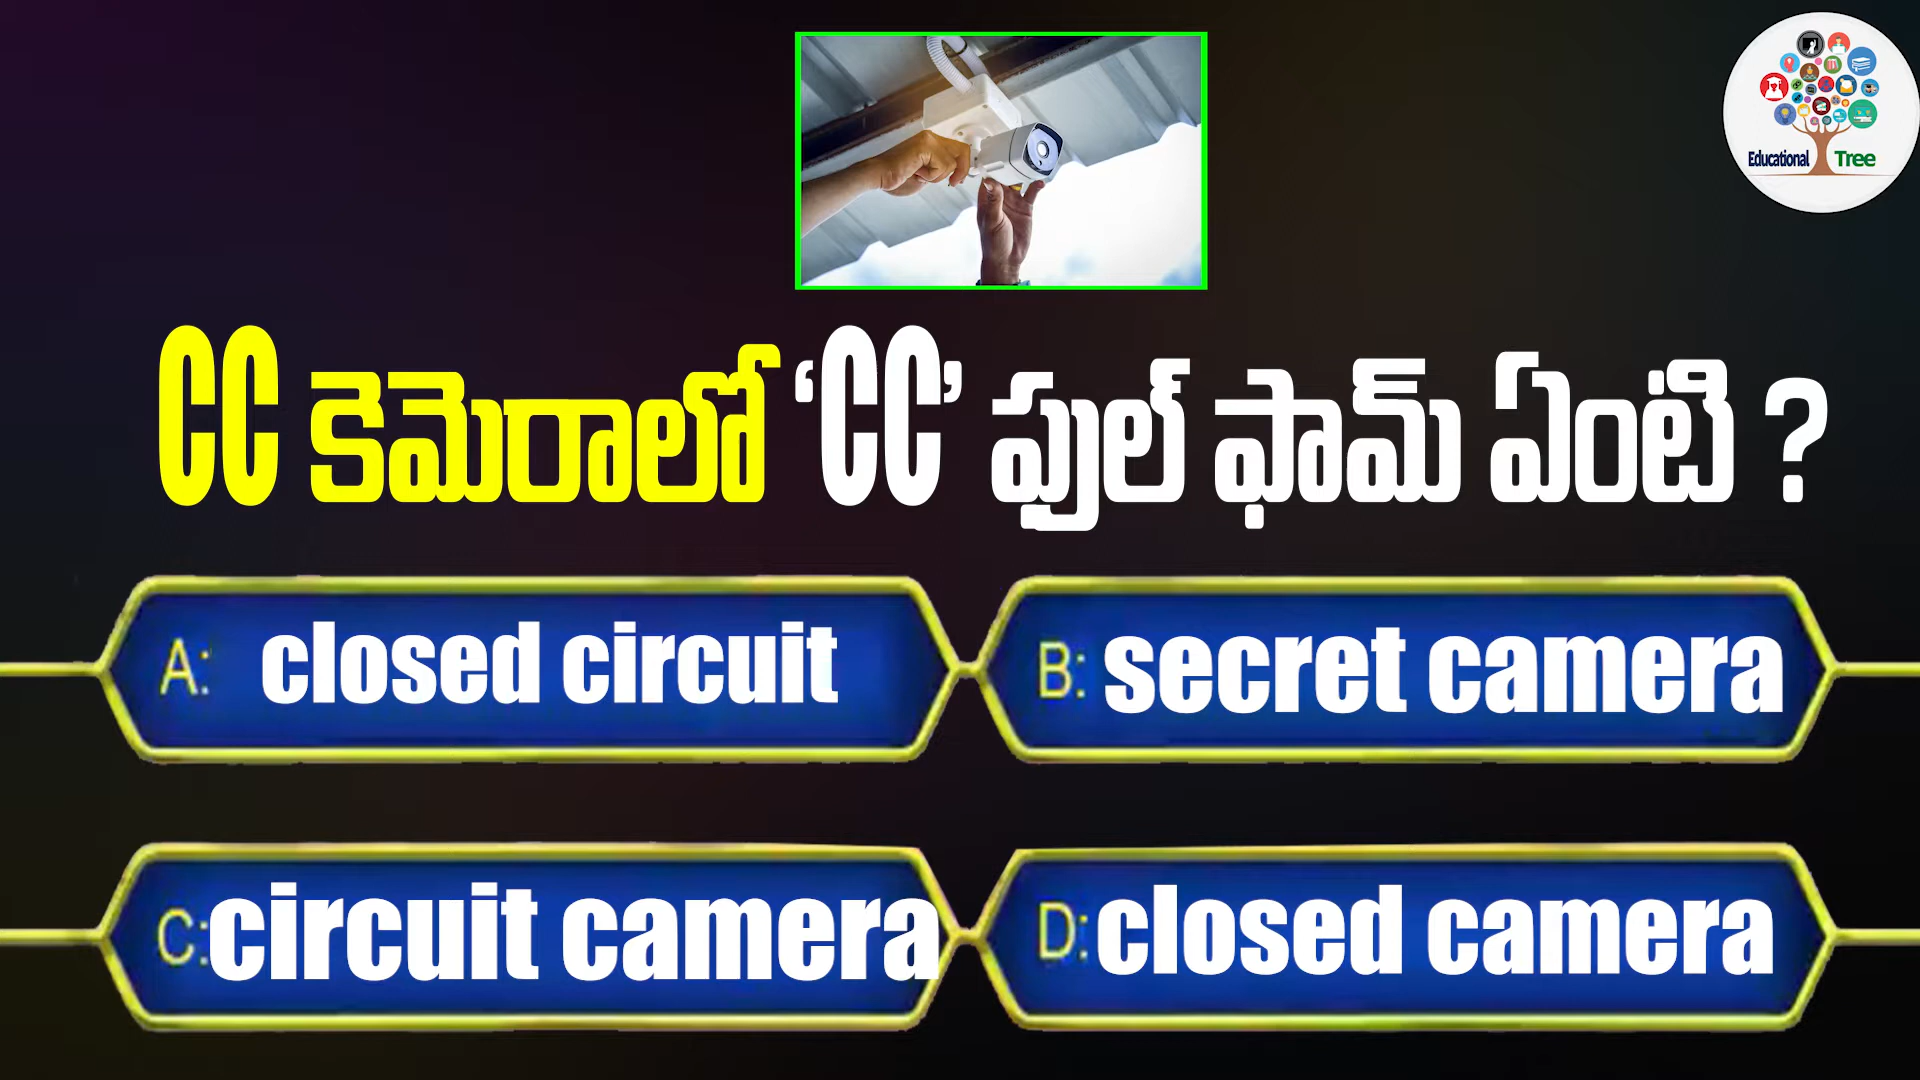 Educational Tree
CC కెమెరాలో ‘CC’ ఫుల్ ఫామ్ ఏంటి ?
A: closed circuit
B: secret camera
C: circuit camera
D: closed camera